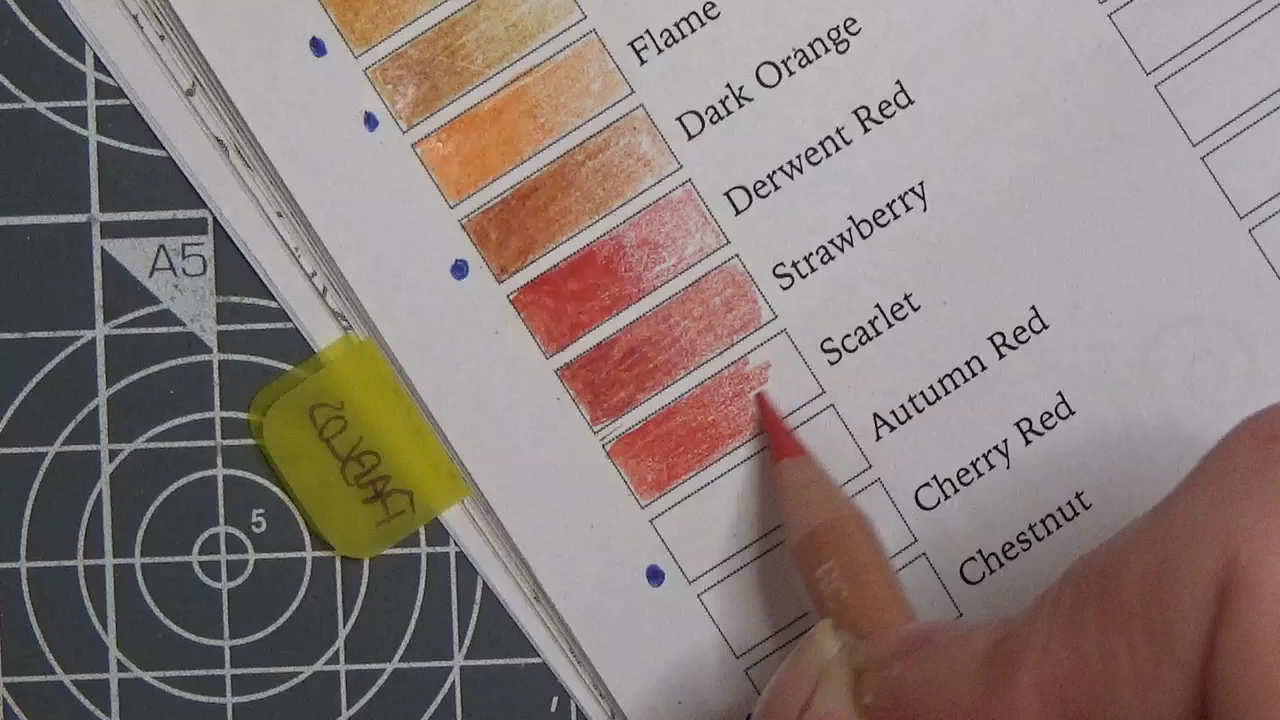 Flame
Dark Orange
Derwent Red
Strawberry
Scarlet
Autumn Red
Cherry Red
Chestnut
A5
5